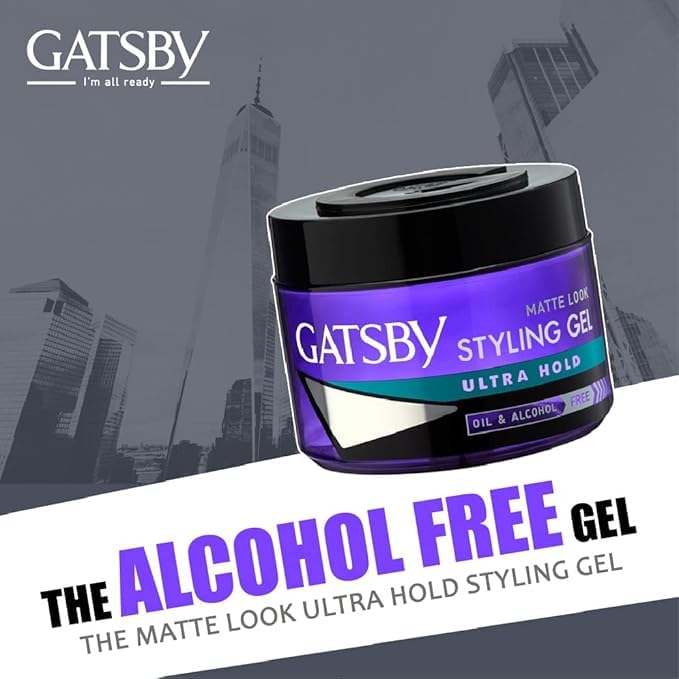 GATSBY
I'm all ready
MATTE LOOK
GATSBY STYLING GEL
ULTRA HOLD
OIL & ALCOHOL FREE
THE ALCOHOL FREE GEL
THE MATTE LOOK ULTRA HOLD STYLING GEL